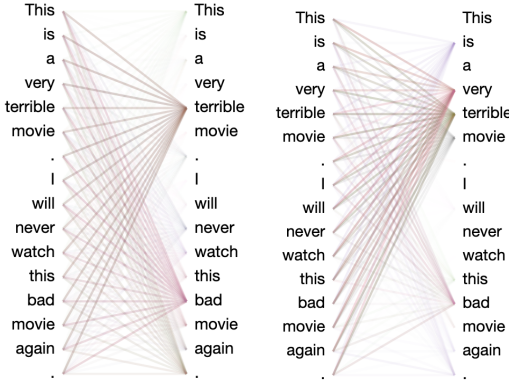 This This This This
is is is is
a a a a
very very very very
terrible terrible terrible terrible
movie movie movie movie
. . . .
I I I I
will will will will
never never never never
watch watch watch watch
this this this this
bad bad bad bad
movie movie movie movie
again again again again
. . . .